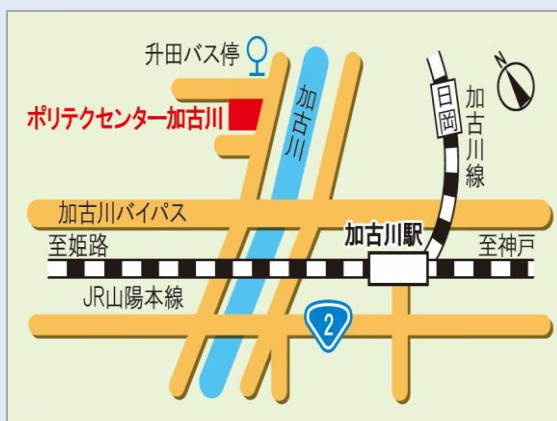 升田バス停
N
ポリテクセンター加古川
加古川
日岡
加古川線
加古川バイパス
加古川駅
至姫路
至神戸
JR山陽本線
2